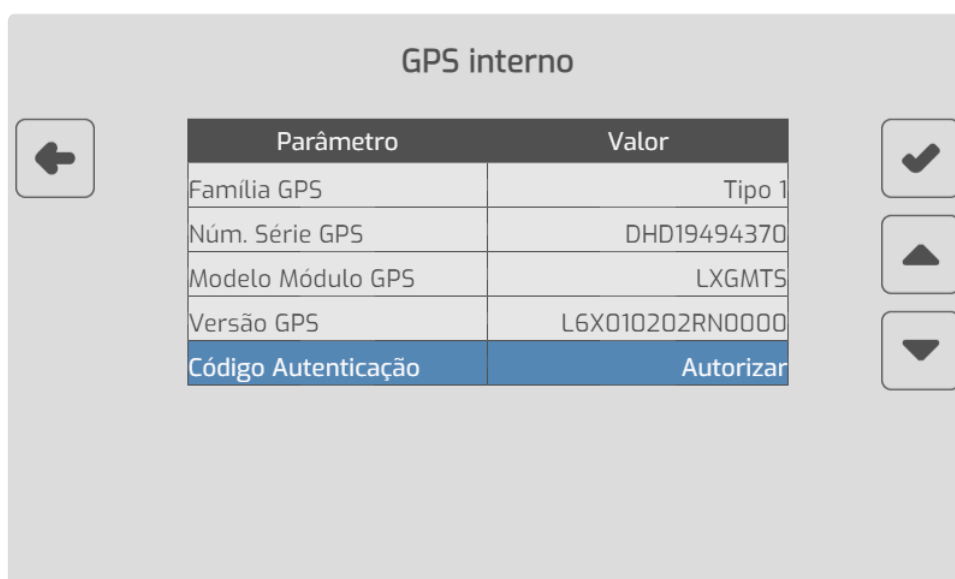 GPS interno
Parâmetro Valor
Família GPS Tipo 1
Núm. Série GPS DHD19494370
Modelo Módulo GPS LXGMTS
Versão GPS L6X010202RN0000
Código Autenticação Autorizar